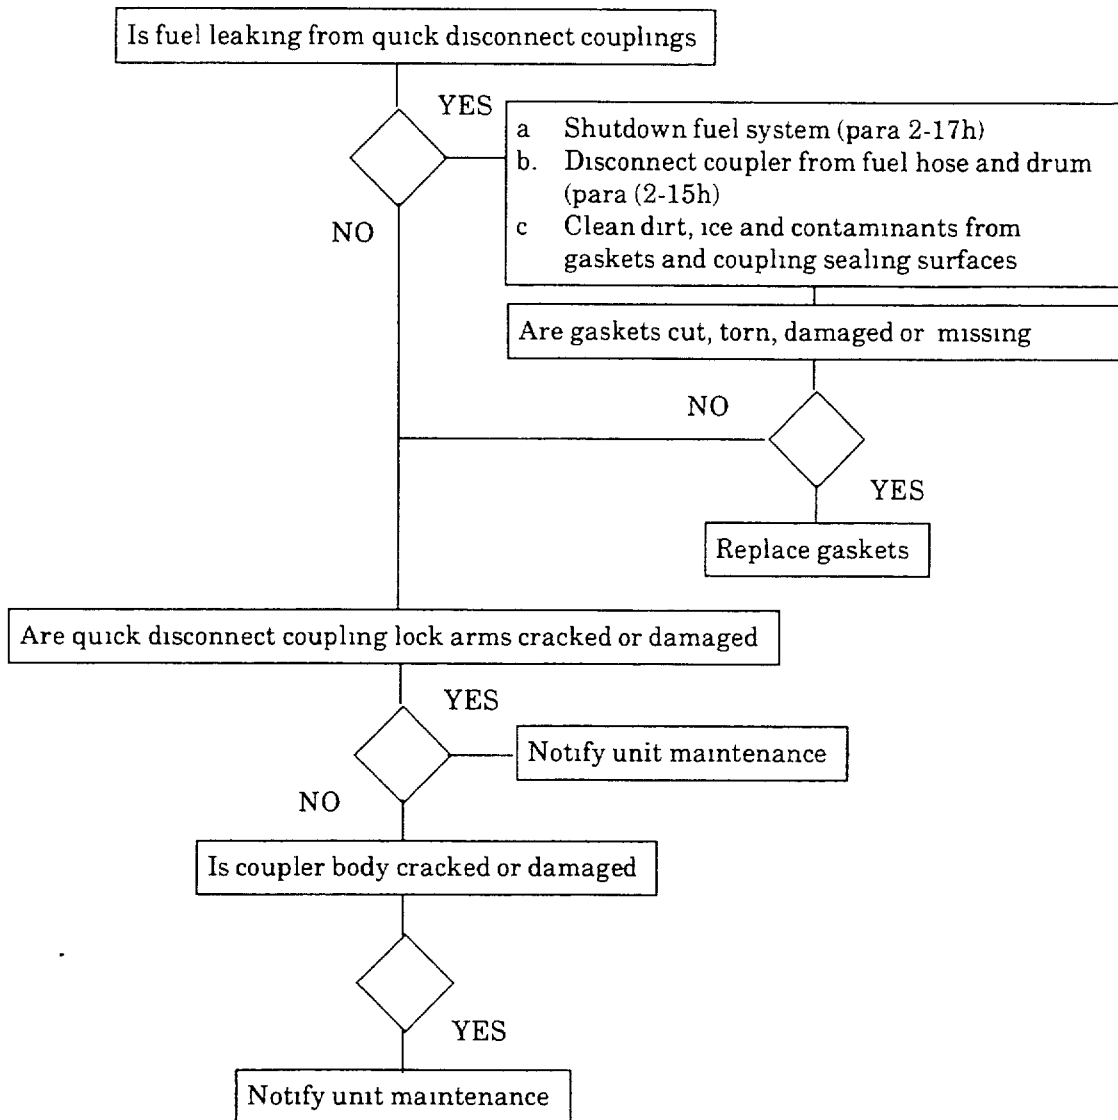 Is fuel leaking from quick disconnect couplings
YES
a Shutdown fuel system (para 2-17h)
b. Disconnect coupler from fuel hose and drum
(para (2-15h)
c Clean dirt, ice and contaminants from
gaskets and coupling sealing surfaces
NO
Are gaskets cut, torn, damaged or missing
NO
YES
Replace gaskets
Are quick disconnect coupling lock arms cracked or damaged
YES
Notify unit maintenance
NO
Is coupler body cracked or damaged
YES
Notify unit maintenance